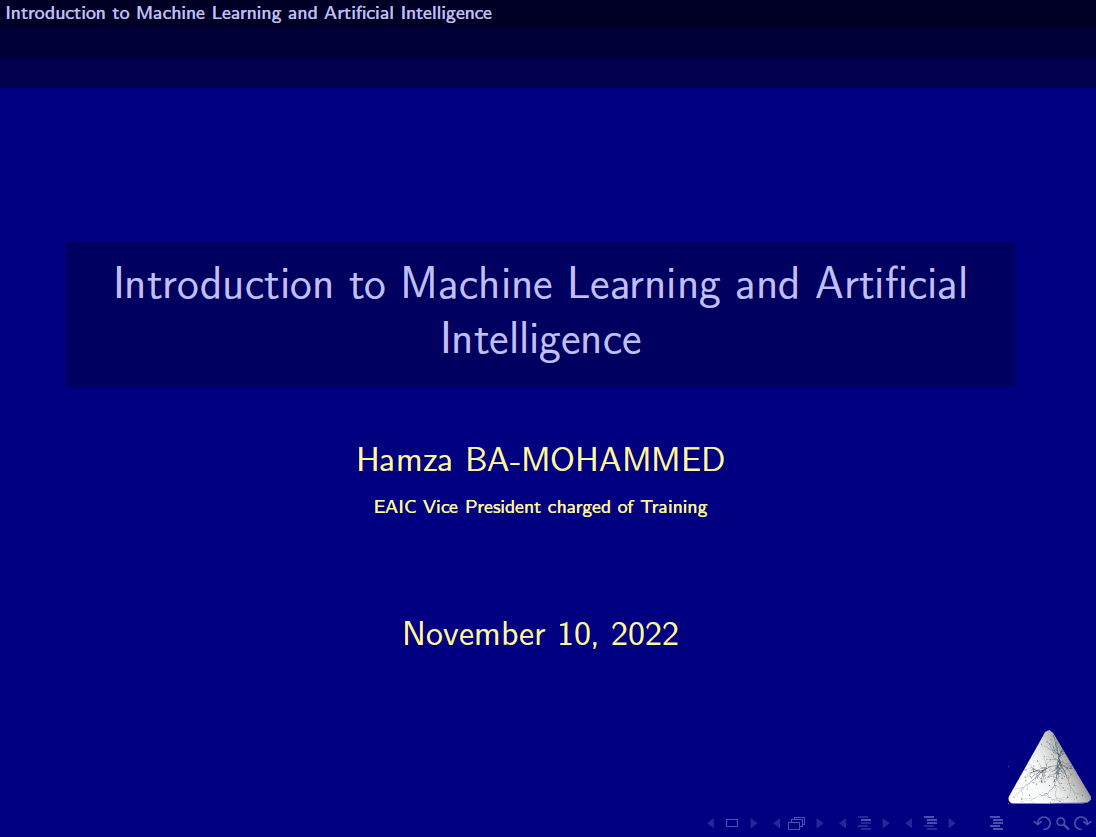 Introduction to Machine Learning and Artificial Intelligence
Introduction to Machine Learning and Artificial
Intelligence
Hamza BA-MOHAMMED
EAIC Vice President charged of Training
November 10, 2022